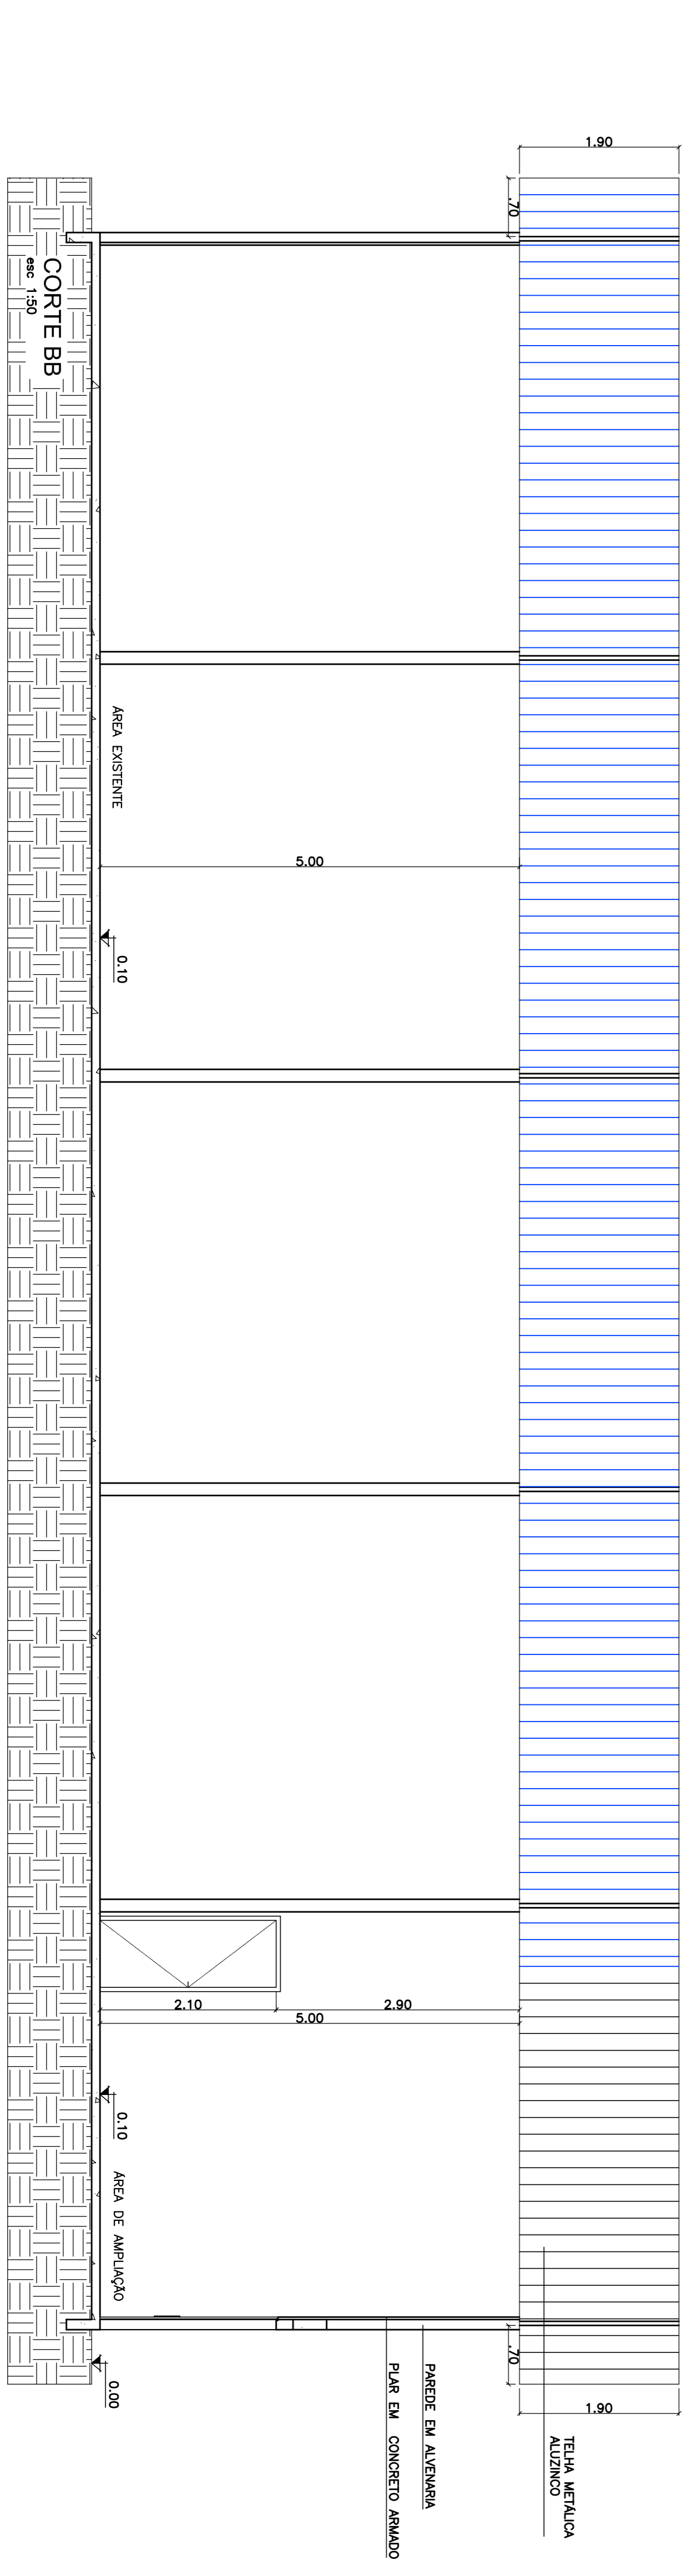 1.90
.70
5.00
ÁREA EXISTENTE
0.10
2.90
2.10
5.00
0.10
ÁREA DE AMPLIAÇÃO
.70
1.90
TELHA METÁLICA
ALUZINCO
PAREDE EM ALVENARIA
PLAR EM CONCRETO ARMADO
0.00
CORTE BB
esc 1:50